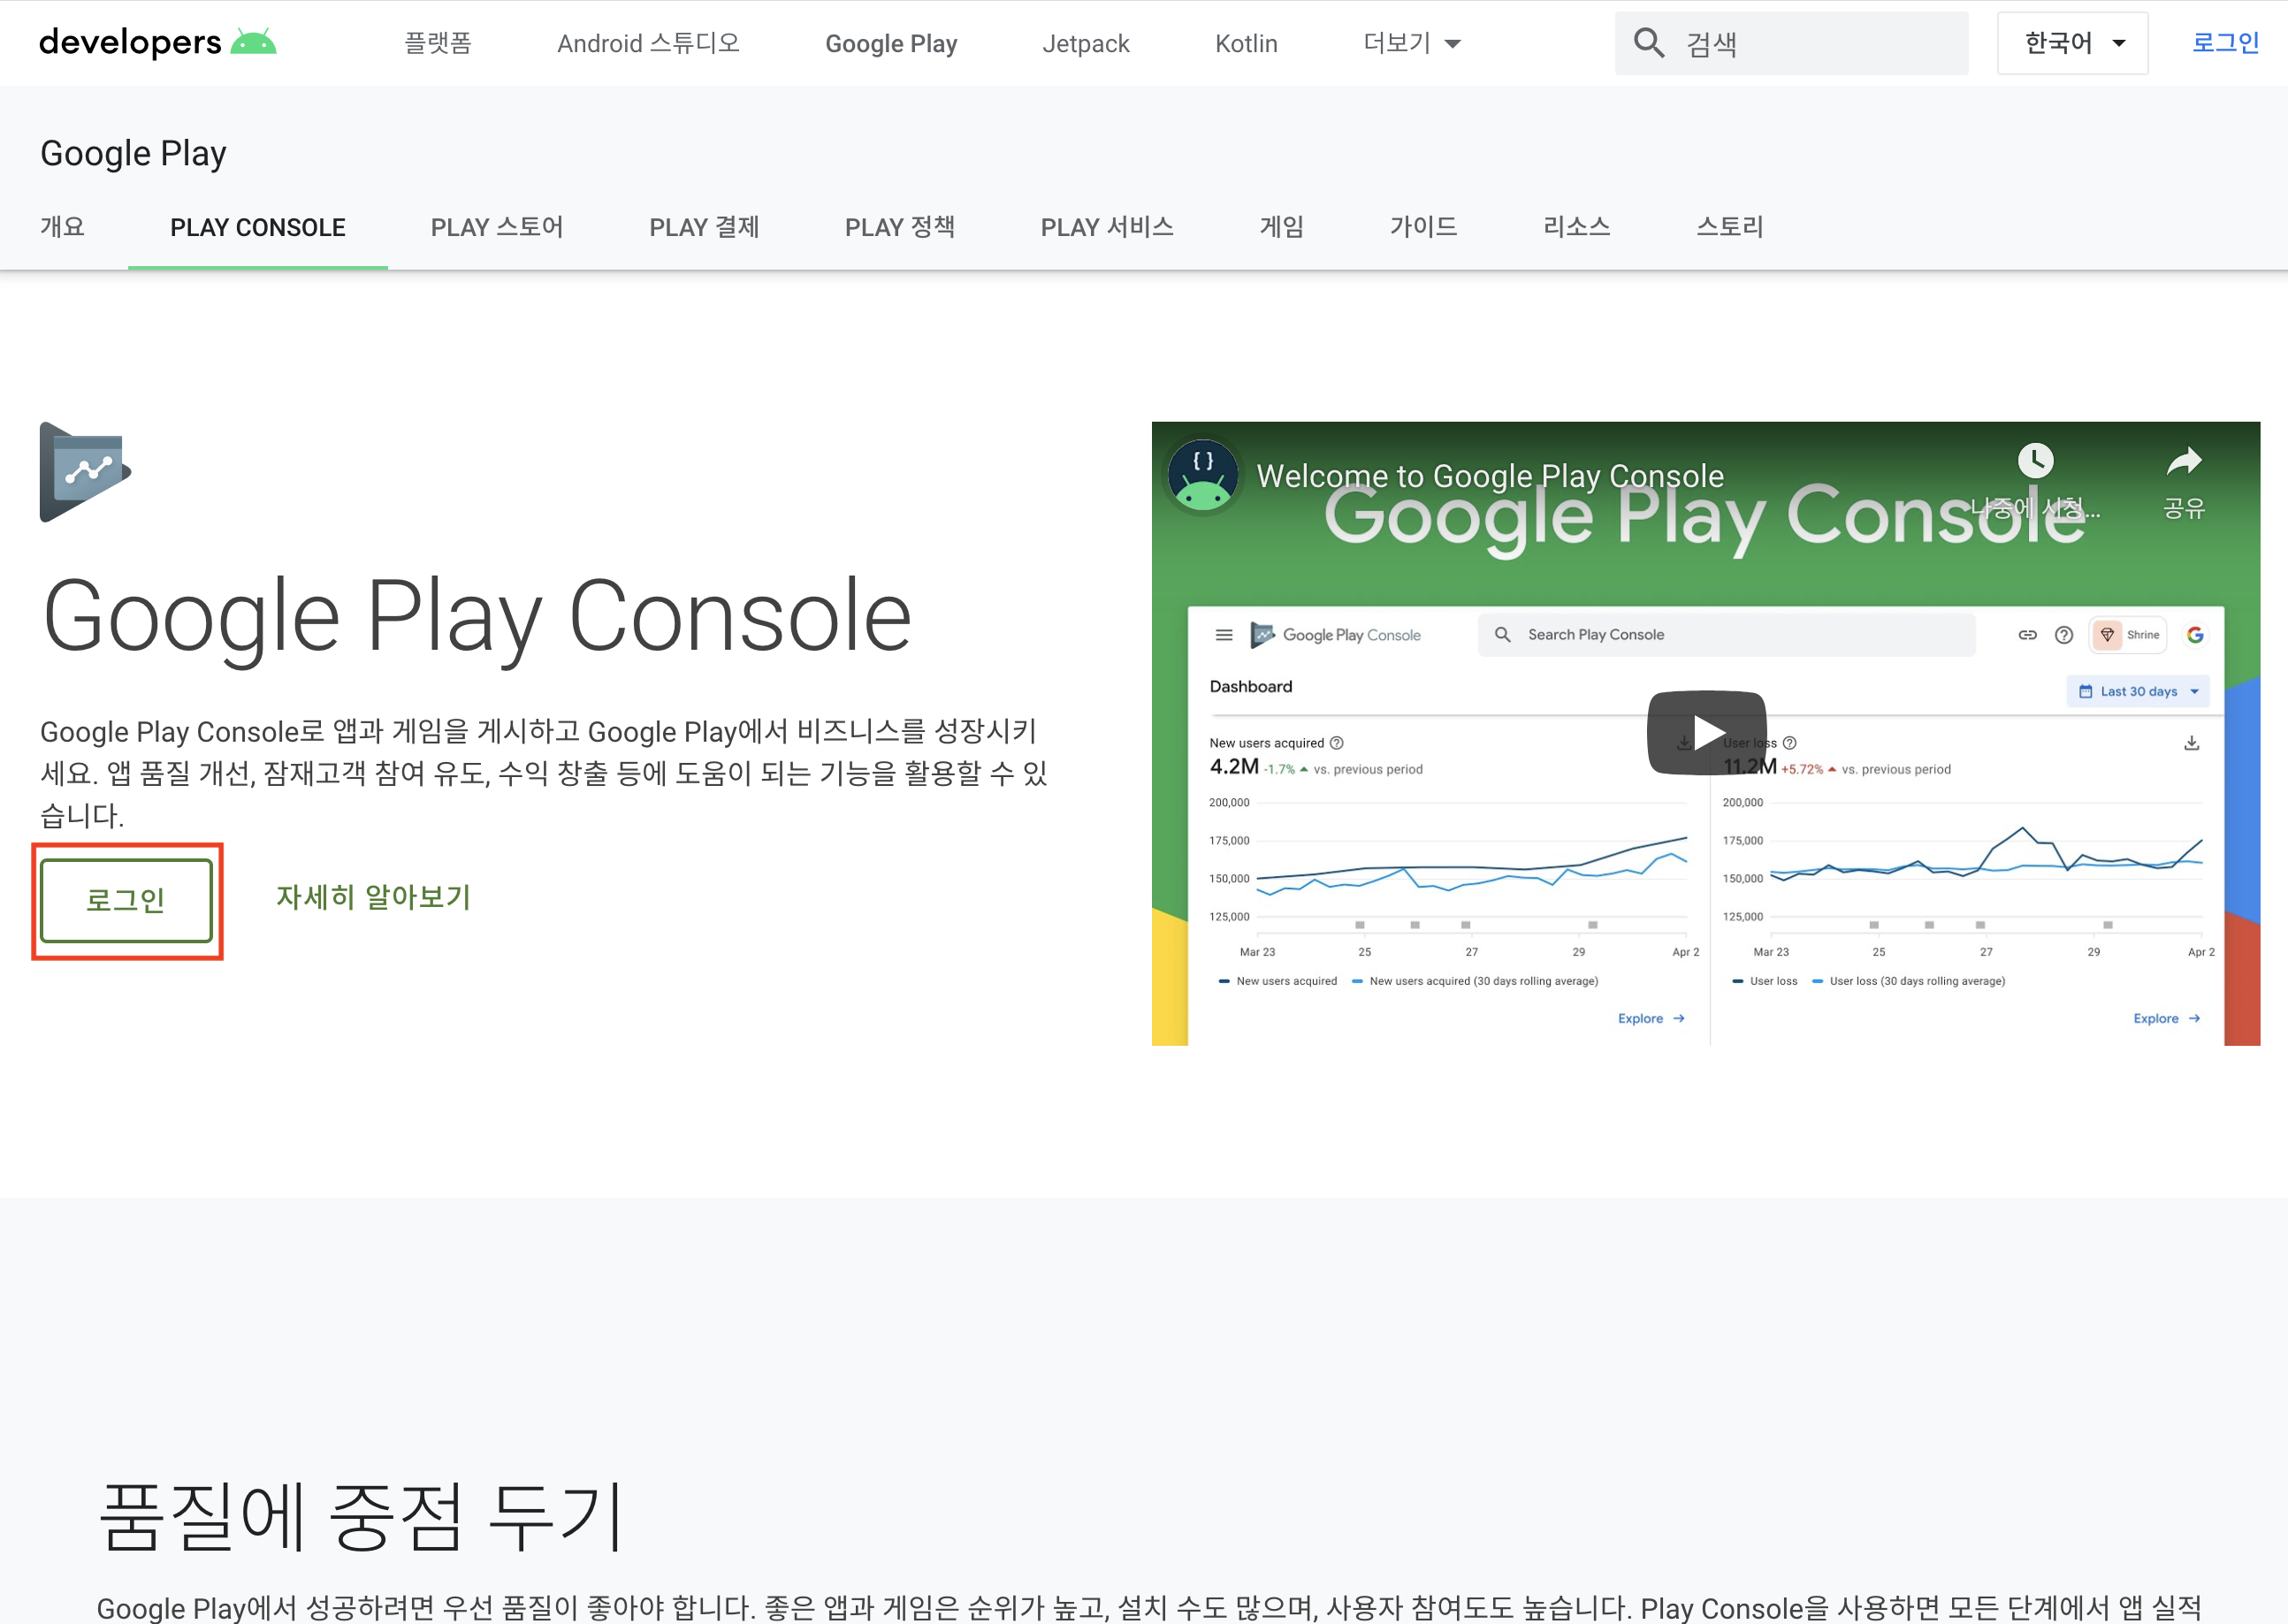 developers
플랫폼 Android 스튜디오 Google Play Jetpack Kotlin 더보기 검색 한국어 로그인
Google Play
개요 PLAY CONSOLE PLAY 스토어 PLAY 결제 PLAY 정책 PLAY 서비스 게임 가이드 리소스 스토리
Google Play Console
Google Play Console로 앱과 게임을 게시하고 Google Play에서 비즈니스를 성장시키
세요. 앱 품질 개선, 잠재고객 참여 유도, 수익 창출 등에 도움이 되는 기능을 활용할 수 있
습니다.
로그인 자세히 알아보기
Welcome to Google Play Console
나중에 시청... 공유
Google Play Console
Google Play Console Search Play Console Shrine
Dashboard Last 30 days
New users acquired
4.2M -1.7% vs. previous period
200,000
175,000
150,000
125,000
Mar 23 25 27 29 Apr 2
New users acquired New users acquired (30 days rolling average)
Explore
User loss
11.2M +5.72% vs. previous period
200,000
175,000
150,000
125,000
Mar 23 25 27 29 Apr 2
User loss User loss (30 days rolling average)
Explore
품질에 중점 두기
Google Play에서 성공하려면 우선 품질이 좋아야 합니다. 좋은 앱과 게임은 순위가 높고, 설치 수도 많으며, 사용자 참여도도 높습니다. Play Console을 사용하면 모든 단계에서 앱 실적